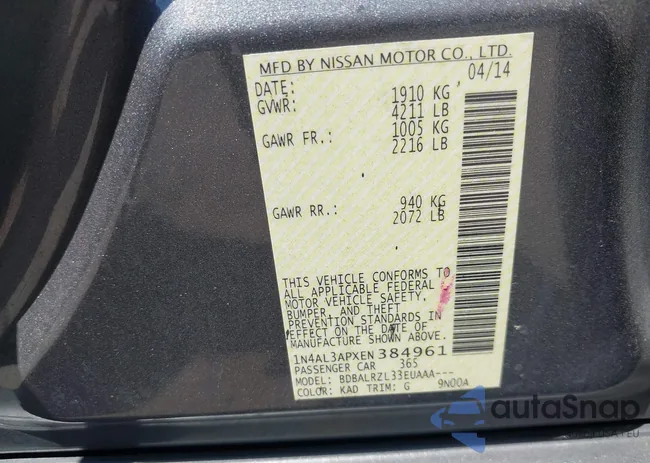 MFD BY NISSAN MOTOR CO., LTD.
DATE: 04/14
GVWR: 1910 KG
4211 LB
GAWR FR.: 1005 KG
2216 LB
GAWR RR.: 940 KG
2072 LB
THIS VEHICLE CONFORMS TO
ALL APPLICABLE FEDERAL
MOTOR VEHICLE SAFETY,
BUMPER, AND THEFT
PREVENTION STANDARDS IN
EFFECT ON THE DATE OF
MANUFACTURE SHOWN ABOVE.
1N4AL3APXEN384961
PASSENGER CAR 365
MODEL: BDBALRZL33EUAAA---
COLOR: KAD TRIM: G 9N00A
autoSnap